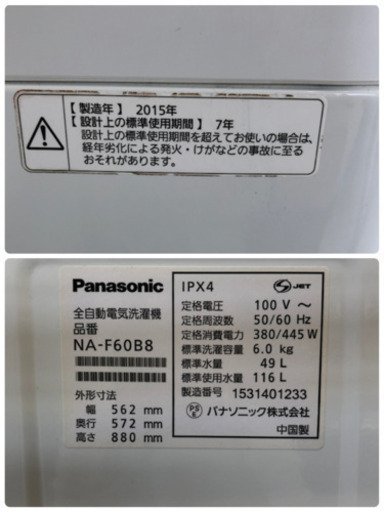 【製造年】 2015年
【設計上の標準使用期間】 7年
設計上の標準使用期間を超えてお使いの場合は、
経年劣化による発火・けがなどの事故に至る
おそれがあります。
Panasonic
全自動電気洗濯機
品番
NA-F60B8
外形寸法
幅 562 mm
奥行 572 mm
高さ 880 mm
IPX4 S JET
定格電圧 100 V ～
定格周波数 50/60 Hz
定格消費電力 380/445 W
標準洗濯容量 6.0 kg
標準水量 49 L
標準使用水量 116 L
製造番号 1531401233
PS E パナソニック株式会社
中国製